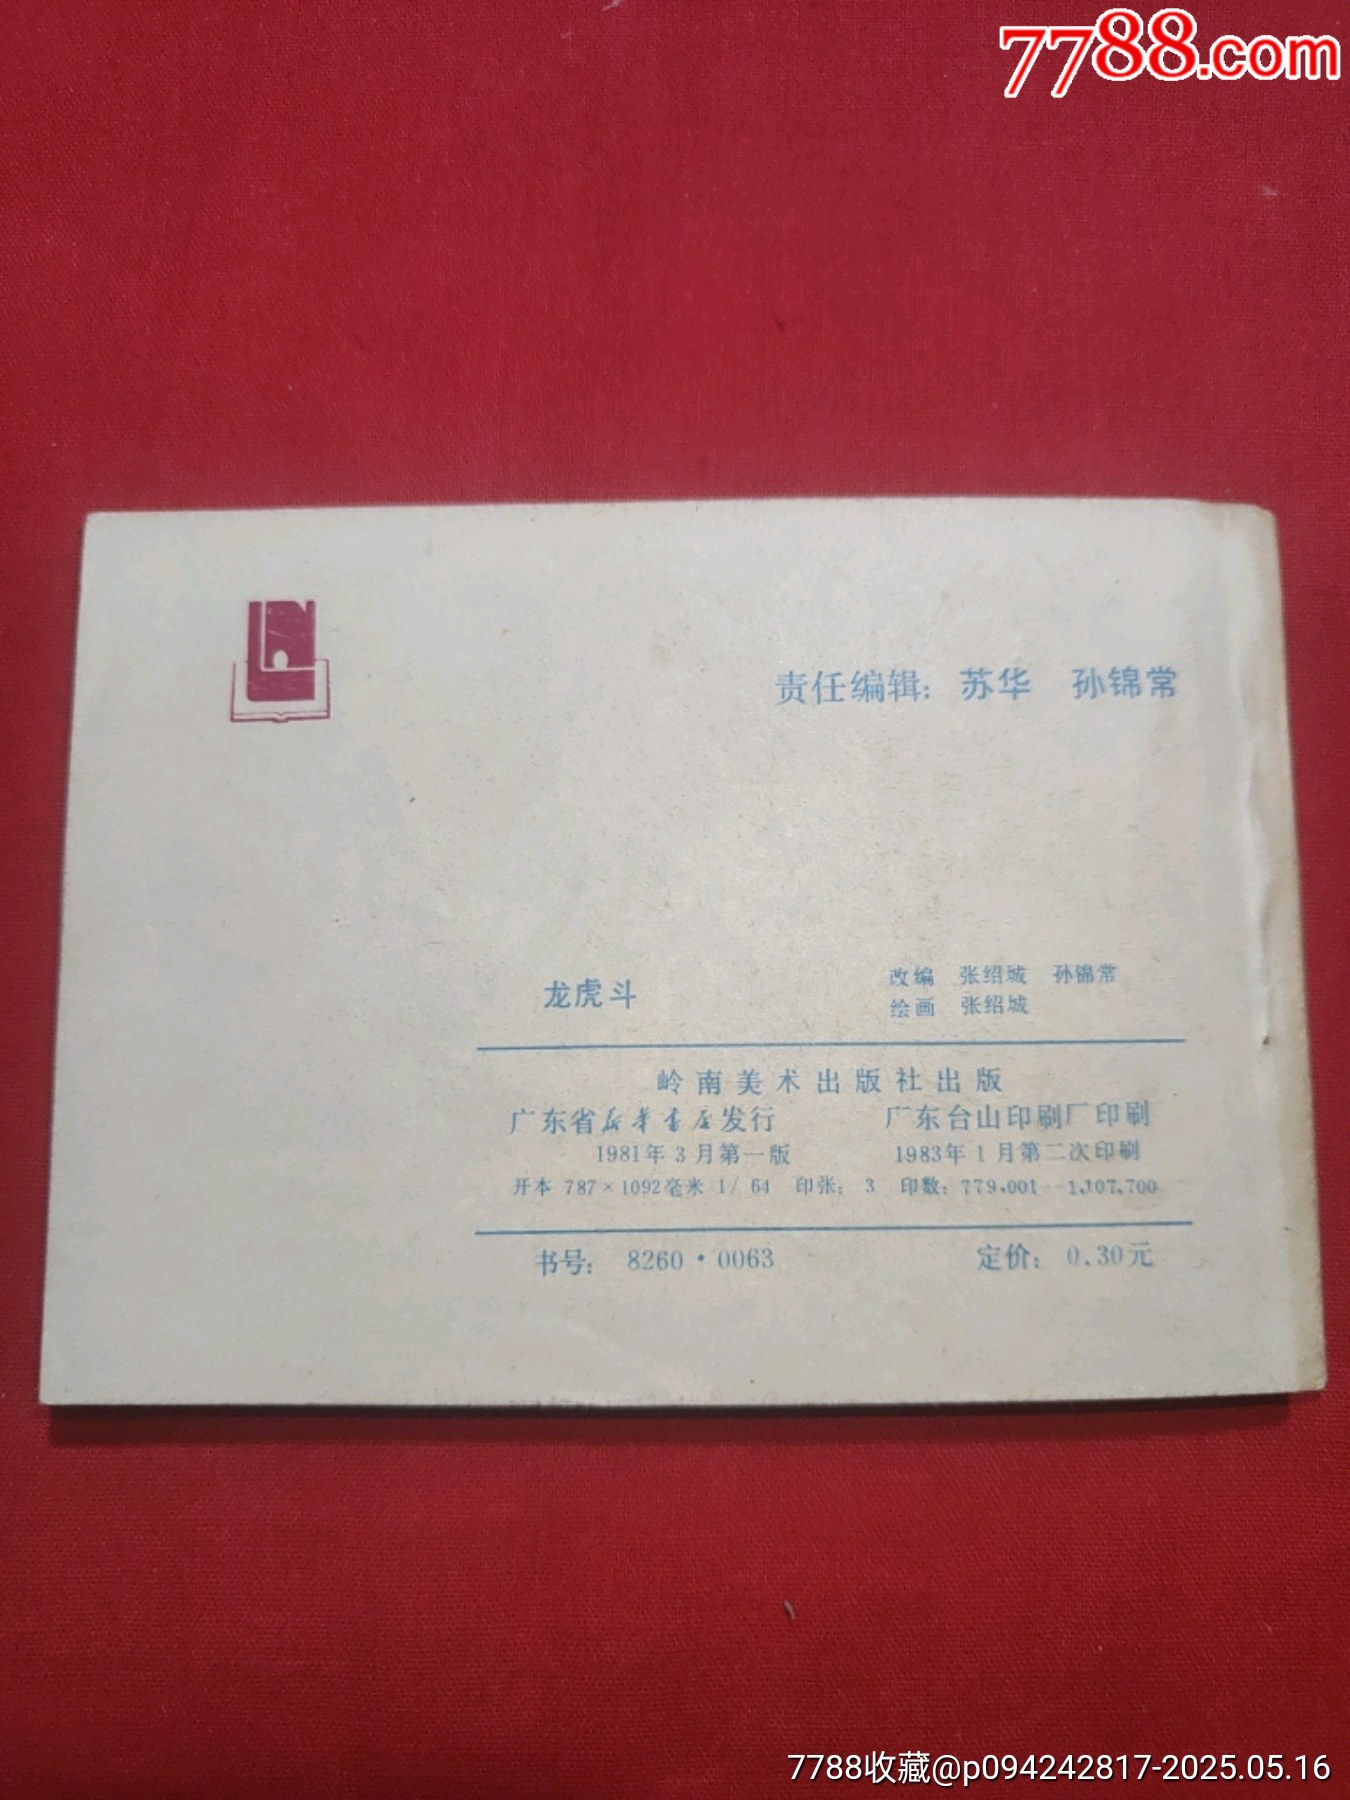 7788.com
责任编辑：苏华 孙锦常
龙虎斗
改编 张绍城 孙锦常
绘画 张绍城
岭南美术出版社出版
广东省新华书店发行 广东台山印刷厂印刷
1981年3月第一版 1983年1月第二次印刷
开本 787×1092毫米 1/64 印张：3 印数：779,001—1,107,700
书号：8260·0063 定价：0.30元
7788收藏@p094242817-2025.05.16